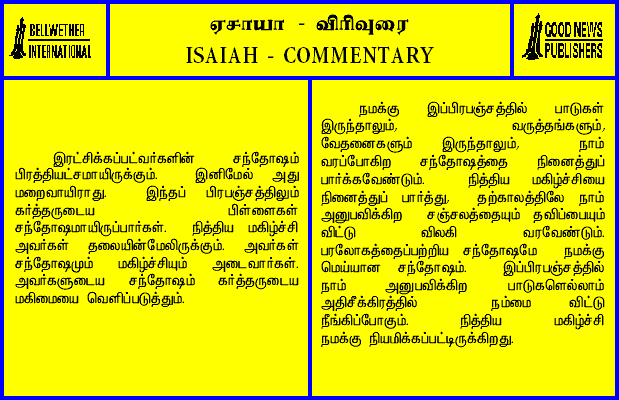 BELLWETHER
INTERNATIONAL
ஏசாயா - விரிவுரை
ISAIAH - COMMENTARY
GOOD NEWS
PUBLISHERS
இரட்சிக்கப்பட்வர்களின் சந்தோஷம்
பிரத்தியட்சமாயிருக்கும். இனிமேல் அது
மறைவாயிராது. இந்தப் பிரபஞ்சத்திலும்
கர்த்தருடைய பிள்ளைகள்
சந்தோஷமாயிருப்பார்கள். நித்திய மகிழ்ச்சி
அவர்கள் தலையின்மேலிருக்கும். அவர்கள்
சந்தோஷமும் மகிழ்ச்சியும் அடைவார்கள்.
அவர்களுடைய சந்தோஷம் கர்த்தருடைய
மகிமையை வெளிப்படுத்தும்.
நமக்கு இப்பிரபஞ்சத்தில் பாடுகள்
இருந்தாலும், வருத்தங்களும்,
வேதனைகளும் இருந்தாலும், நாம்
வரப்போகிற சந்தோஷத்தை நினைத்துப்
பார்க்கவேண்டும். நித்திய மகிழ்ச்சியை
நினைத்துப் பார்த்து, தற்காலத்திலே நாம்
அனுபவிக்கிற சஞ்சலத்தையும் தவிப்பையும்
விட்டு விலகி வரவேண்டும்.
பரலோகத்தைப்பற்றிய சந்தோஷமே நமக்கு
மெய்யான சந்தோஷம். இப்பிரபஞ்சத்தில்
நாம் அனுபவிக்கிற பாடுகளெல்லாம்
அதிசீக்கிரத்தில் நம்மை விட்டு
நீங்கிப்போகும். நித்திய மகிழ்ச்சி
நமக்கு நியமிக்கப்பட்டிருக்கிறது.